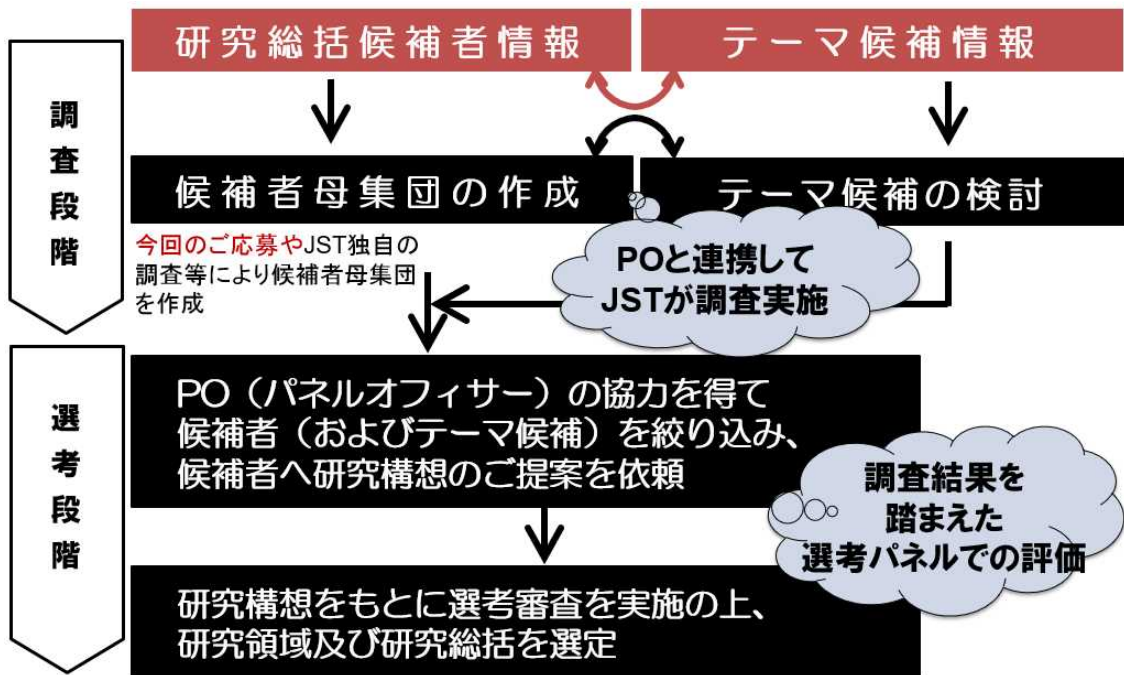 研究総括候補者情報
テーマ候補情報
調査段階
候補者母集団の作成
テーマ候補の検討
今回のご応募やJST独自の
調査等により候補者母集団
を作成
POと連携して
JSTが調査実施
選考段階
PO（パネルオフィサー）の協力を得て
候補者（およびテーマ候補）を絞り込み、
候補者へ研究構想のご提案を依頼
調査結果を
踏まえた
選考パネルでの評価
研究構想をもとに選考審査を実施の上、
研究領域及び研究総括を選定